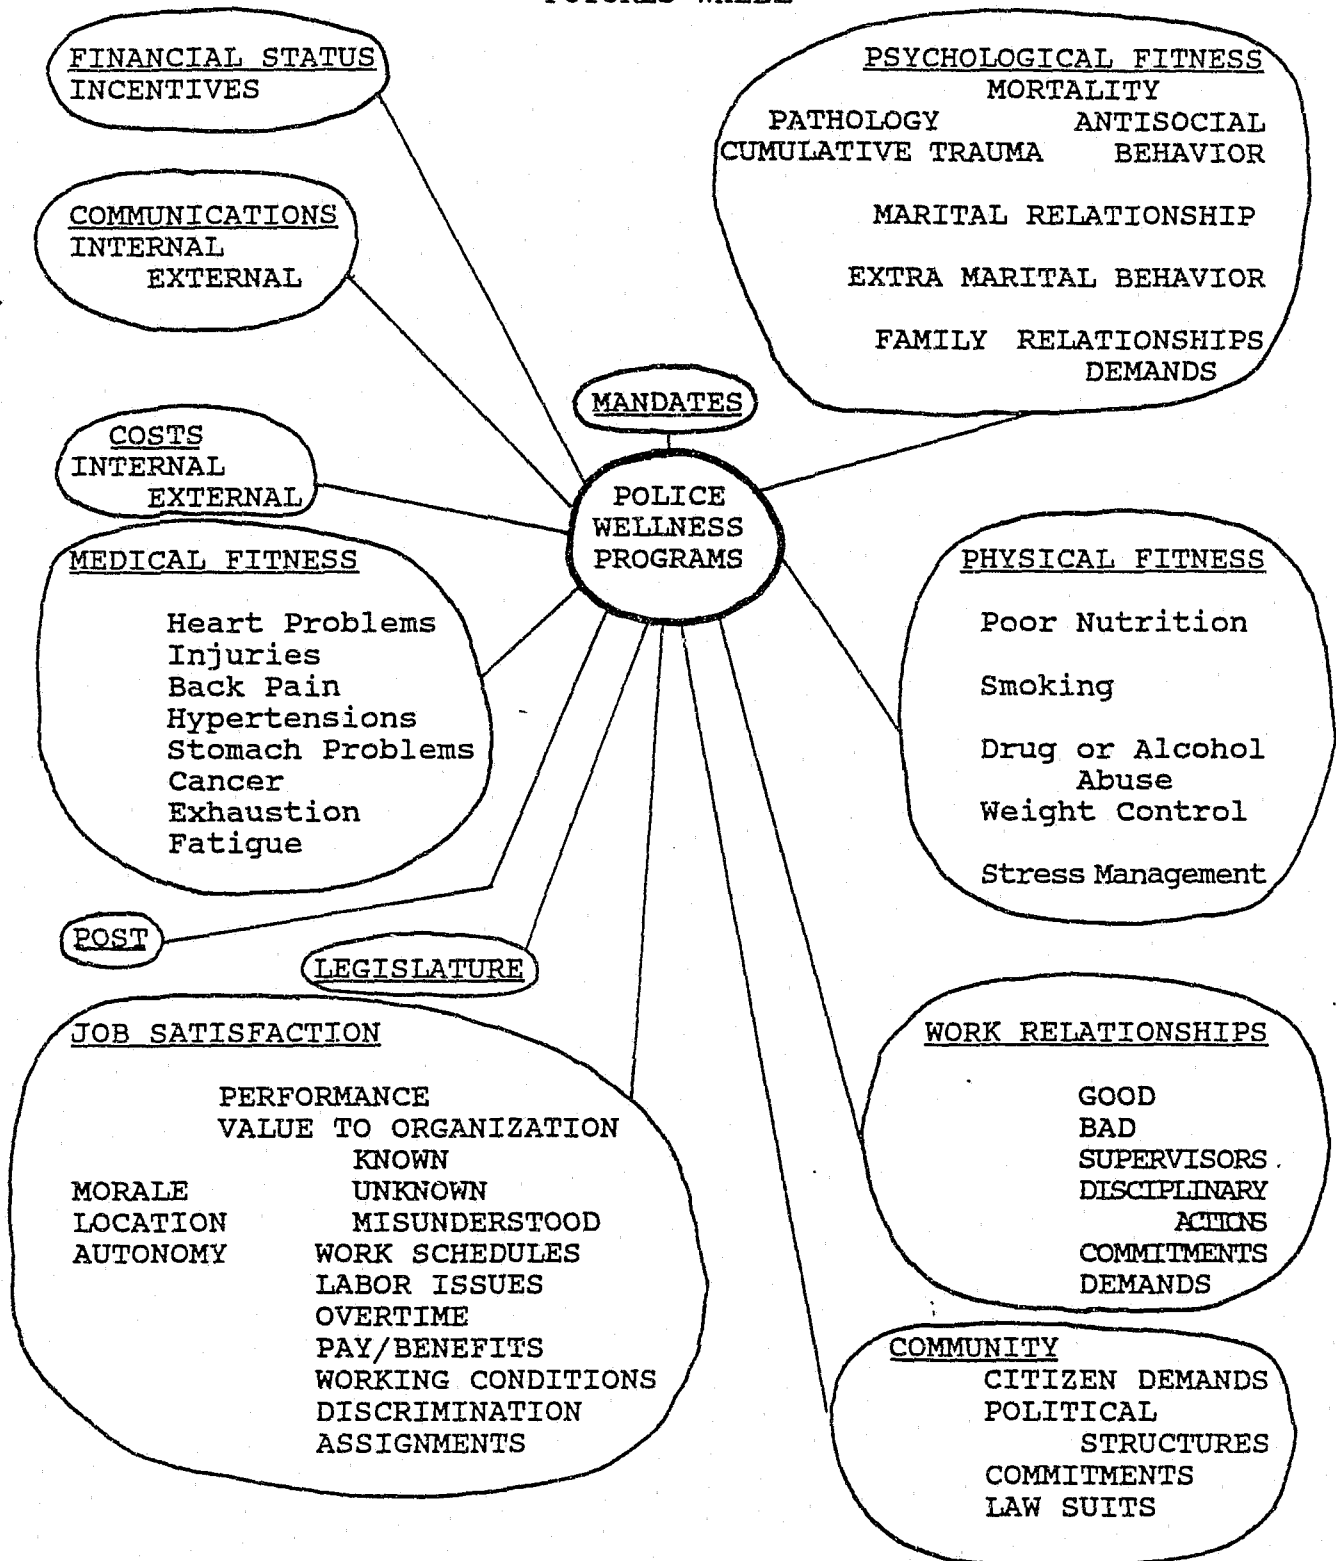 FUTURES WHEEL
FINANCIAL STATUS
INCENTIVES
PSYCHOLOGICAL FITNESS
MORTALITY
PATHOLOGY ANTISOCIAL
CUMULATIVE TRAUMA BEHAVIOR
MARITAL RELATIONSHIP
EXTRA MARITAL BEHAVIOR
FAMILY RELATIONSHIPS
DEMANDS
COMMUNICATIONS
INTERNAL
EXTERNAL
MANDATES
COSTS
INTERNAL
EXTERNAL
POLICE
WELLNESS
PROGRAMS
MEDICAL FITNESS
Heart Problems
Injuries
Back Pain
Hypertensions
Stomach Problems
Cancer
Exhaustion
Fatigue
PHYSICAL FITNESS
Poor Nutrition
Smoking
Drug or Alcohol
Abuse
Weight Control
Stress Management
POST
LEGISLATURE
JOB SATISFACTION
PERFORMANCE
VALUE TO ORGANIZATION
KNOWN
MORALE UNKNOWN
LOCATION MISUNDERSTOOD
AUTONOMY WORK SCHEDULES
LABOR ISSUES
OVERTIME
PAY/BENEFITS
WORKING CONDITIONS
DISCRIMINATION
ASSIGNMENTS
WORK RELATIONSHIPS
GOOD
BAD
SUPERVISORS
DISCIPLINARY
ACTIONS
COMMITMENTS
DEMANDS
COMMUNITY
CITIZEN DEMANDS
POLITICAL
STRUCTURES
COMMITMENTS
LAW SUITS